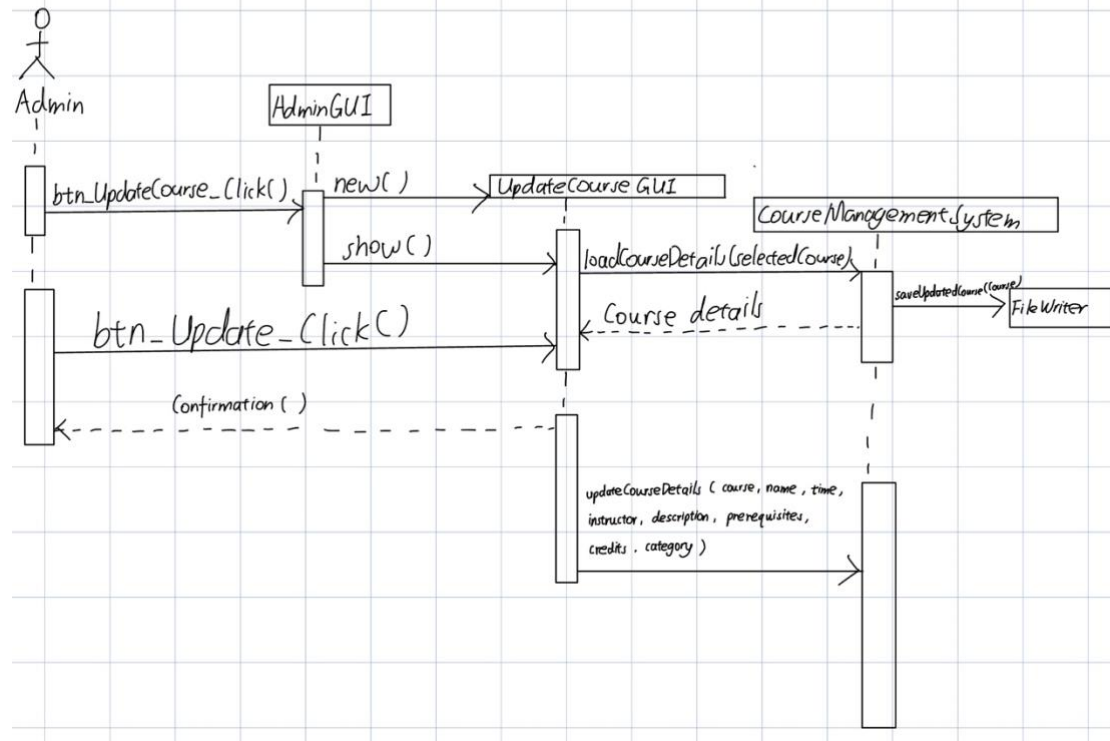 Admin
AdminGUI
btn_UpdateCourse_Click()
new()
UpdateCourse GUI
CourseManagementSystem
show()
loadCourseDetails(selectedCourse)
saveUpdatedCourse(Course)
FileWriter
Course details
btn_Update_Click()
Confirmation ( )
updateCourseDetails ( course, name, time,
instructor, description, prerequisites,
credits . category )